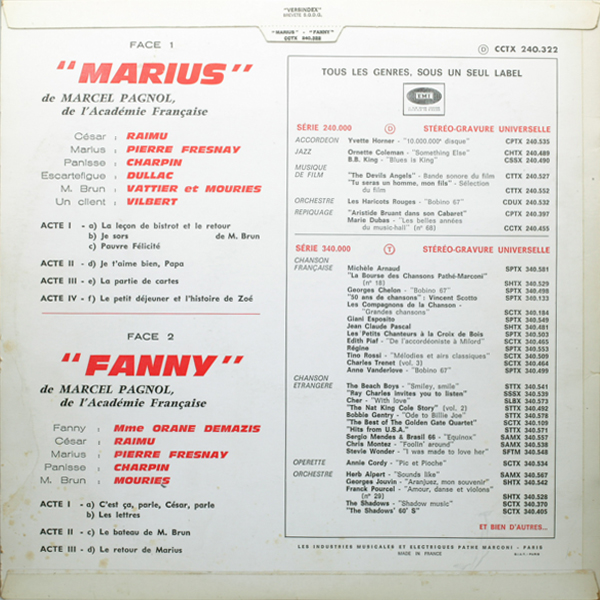 "VERSINDEX"
BREVETÉ S.G.D.G.
"MARIUS" - "FANNY"
CCTX 240.322
Ⓓ CCTX 240.322
FACE 1
"MARIUS"
de MARCEL PAGNOL,
de l'Académie Française
César : RAIMU
Marius : PIERRE FRESNAY
Panisse : CHARPIN
Escartefigue : DULLAC
M. Brun : VATTIER et MOURIES
Un client : VILBERT
ACTE I - a) La leçon de bistrot et le retour
b) Je sors de M. Brun
c) Pauvre Félicité
ACTE II - d) Je t'aime bien, Papa
ACTE III - e) La partie de cartes
ACTE IV - f) Le petit déjeuner et l'histoire de Zoé
FACE 2
"FANNY"
de MARCEL PAGNOL,
de l'Académie Française
Fanny : Mme ORANE DEMAZIS
César : RAIMU
Marius : PIERRE FRESNAY
Panisse : CHARPIN
M. Brun : MOURIES
ACTE I - a) C'est ça, parle, César, parle
b) Les lettres
ACTE II - c) Le bateau de M. Brun
ACTE III - d) Le retour de Marius
TOUS LES GENRES, SOUS UN SEUL LABEL
EMI
SÉRIE 240.000 Ⓓ STÉRÉO-GRAVURE UNIVERSELLE
ACCORDEON Yvette Horner - "10.000.000e disque" CPTX 240.535
JAZZ Ornette Coleman - "Something Else" CHTX 240.489
B.B. King - "Blues is King" CSSX 240.490
MUSIQUE
DE FILM "The Devils Angels" - Bande sonore du film CTTX 240.527
"Tu seras un homme, mon fils" - Sélection
du film CTTX 240.552
ORCHESTRE Les Haricots Rouges - "Bobino 67" CDUX 240.532
REPIQUAGE "Aristide Bruant dans son Cabaret" CPTX 240.397
Mario Dubas - "Les belles années
du music-hall" (n° 68) CCTX 240.455
SÉRIE 340.000 Ⓣ STÉRÉO-GRAVURE UNIVERSELLE
CHANSON
FRANÇAISE Michèle Arnaud SPTX 340.581
"La Bourse des Chansons Pathé-Marconi"
(n° 18) SHTX 340.529
Georges Chelon - "Bobino 67" SPTX 340.498
"50 ans de chansons" : Vincent Scotto SPTX 340.133
Les Compagnons de la Chanson -
"Grandes chansons" SCTX 340.184
Giani Esposito SPTX 340.549
Jean Claude Pascal SHTX 340.481
Les Petits Chanteurs à la Croix de Bois SPTX 340.503
Edith Piaf - "De l'accordéoniste à Milord" SCTX 340.465
Régine SPTX 340.553
Tino Rossi - "Mélodies et airs classiques" SCTX 340.509
Charles Trenet (vol. 3) SCTX 340.464
Anne Vanderlove - "Bobino 67" SPTX 340.499
CHANSON
ETRANGERE The Beach Boys - "Smiley, smile" STTX 340.541
"Ray Charles invites you to listen" SSSX 340.539
Cher - "With love" SLBX 340.573
"The Nat King Cole Story" (vol. 2) STTX 340.492
Bobbie Gentry - "Ode to Billie Joe" STTX 340.578
"The Best of The Golden Gate Quartet" SCTX 340.109
"Hits from U.S.A." STTX 340.571
Sergio Mendes & Brasil 66 - "Equinox" SAMX 340.557
Chris Montez - "Foolin' around" SAMX 340.538
Stevie Wonder - "I was made to love her" SFTM 340.548
OPERETTE Annie Cordy - "Pic et Pioche" SCTX 340.534
ORCHESTRE Herb Alpert - "Sounds like" SAMX 340.567
Georges Jouvin - "Aranjuez, mon souvenir" SHTX 340.542
Franck Pourcel - "Amour, danse et violons"
(n° 29) SHTX 340.528
The Shadows - "Shadow music" SCTX 340.370
"The Shadows' 60' S" SCTX 340.405
ET BIEN D'AUTRES...
LES INDUSTRIES MUSICALES ET ELECTRIQUES PATHE MARCONI - PARIS
MADE IN FRANCE